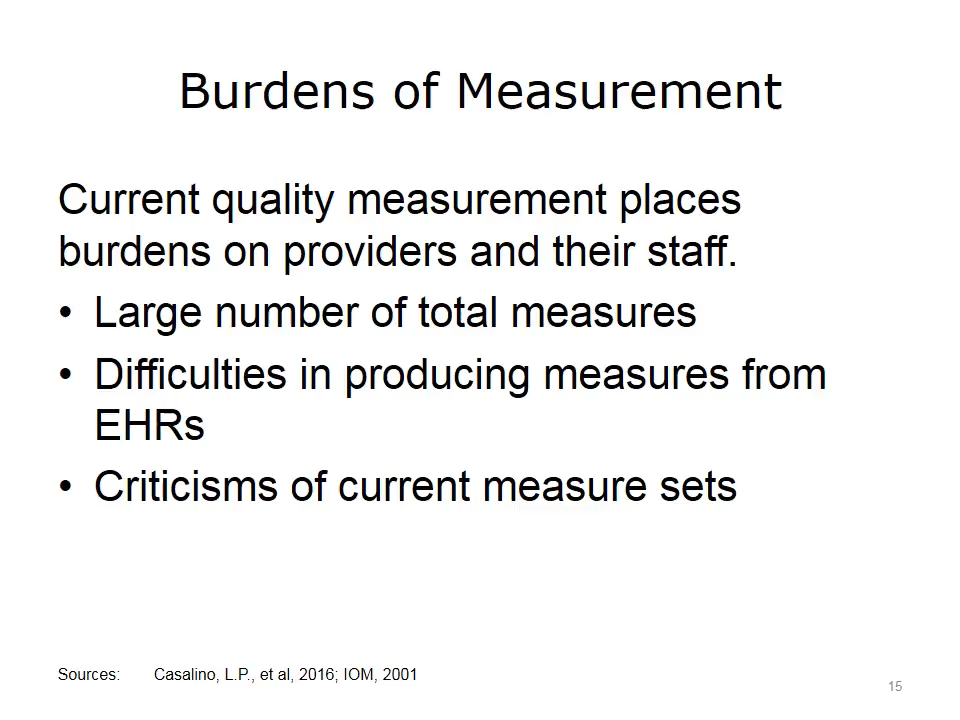 Burdens of Measurement
Current quality measurement places
burdens on providers and their staff.
• Large number of total measures
• Difficulties in producing measures from
EHRs
• Criticisms of current measure sets
Sources: Casalino, L.P., et al, 2016; IOM, 2001
15